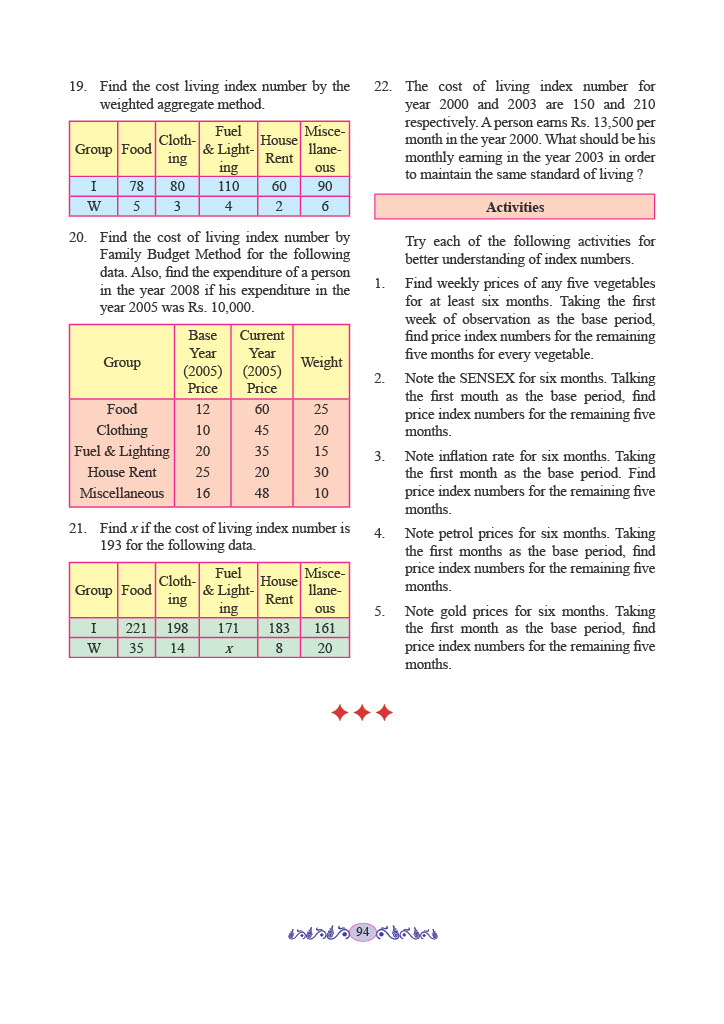 19. Find the cost living index number by the
weighted aggregate method.
Group Food Cloth-ing Fuel & Light-ing House Rent Misce-llane-ous
I 78 80 110 60 90
W 5 3 4 2 6
20. Find the cost of living index number by
Family Budget Method for the following
data. Also, find the expenditure of a person
in the year 2008 if his expenditure in the
year 2005 was Rs. 10,000.
Group Base Year (2005) Price Current Year (2005) Price Weight
Food 12 60 25
Clothing 10 45 20
Fuel & Lighting 20 35 15
House Rent 25 20 30
Miscellaneous 16 48 10
21. Find x if the cost of living index number is
193 for the following data.
Group Food Cloth-ing Fuel & Light-ing House Rent Misce-llane-ous
I 221 198 171 183 161
W 35 14 x 8 20
22. The cost of living index number for
year 2000 and 2003 are 150 and 210
respectively. A person earns Rs. 13,500 per
month in the year 2000. What should be his
monthly earning in the year 2003 in order
to maintain the same standard of living ?
Activities
Try each of the following activities for
better understanding of index numbers.
1. Find weekly prices of any five vegetables
for at least six months. Taking the first
week of observation as the base period,
find price index numbers for the remaining
five months for every vegetable.
2. Note the SENSEX for six months. Talking
the first mouth as the base period, find
price index numbers for the remaining five
months.
3. Note inflation rate for six months. Taking
the first month as the base period. Find
price index numbers for the remaining five
months.
4. Note petrol prices for six months. Taking
the first months as the base period, find
price index numbers for the remaining five
months.
5. Note gold prices for six months. Taking
the first month as the base period, find
price index numbers for the remaining five
months.
94